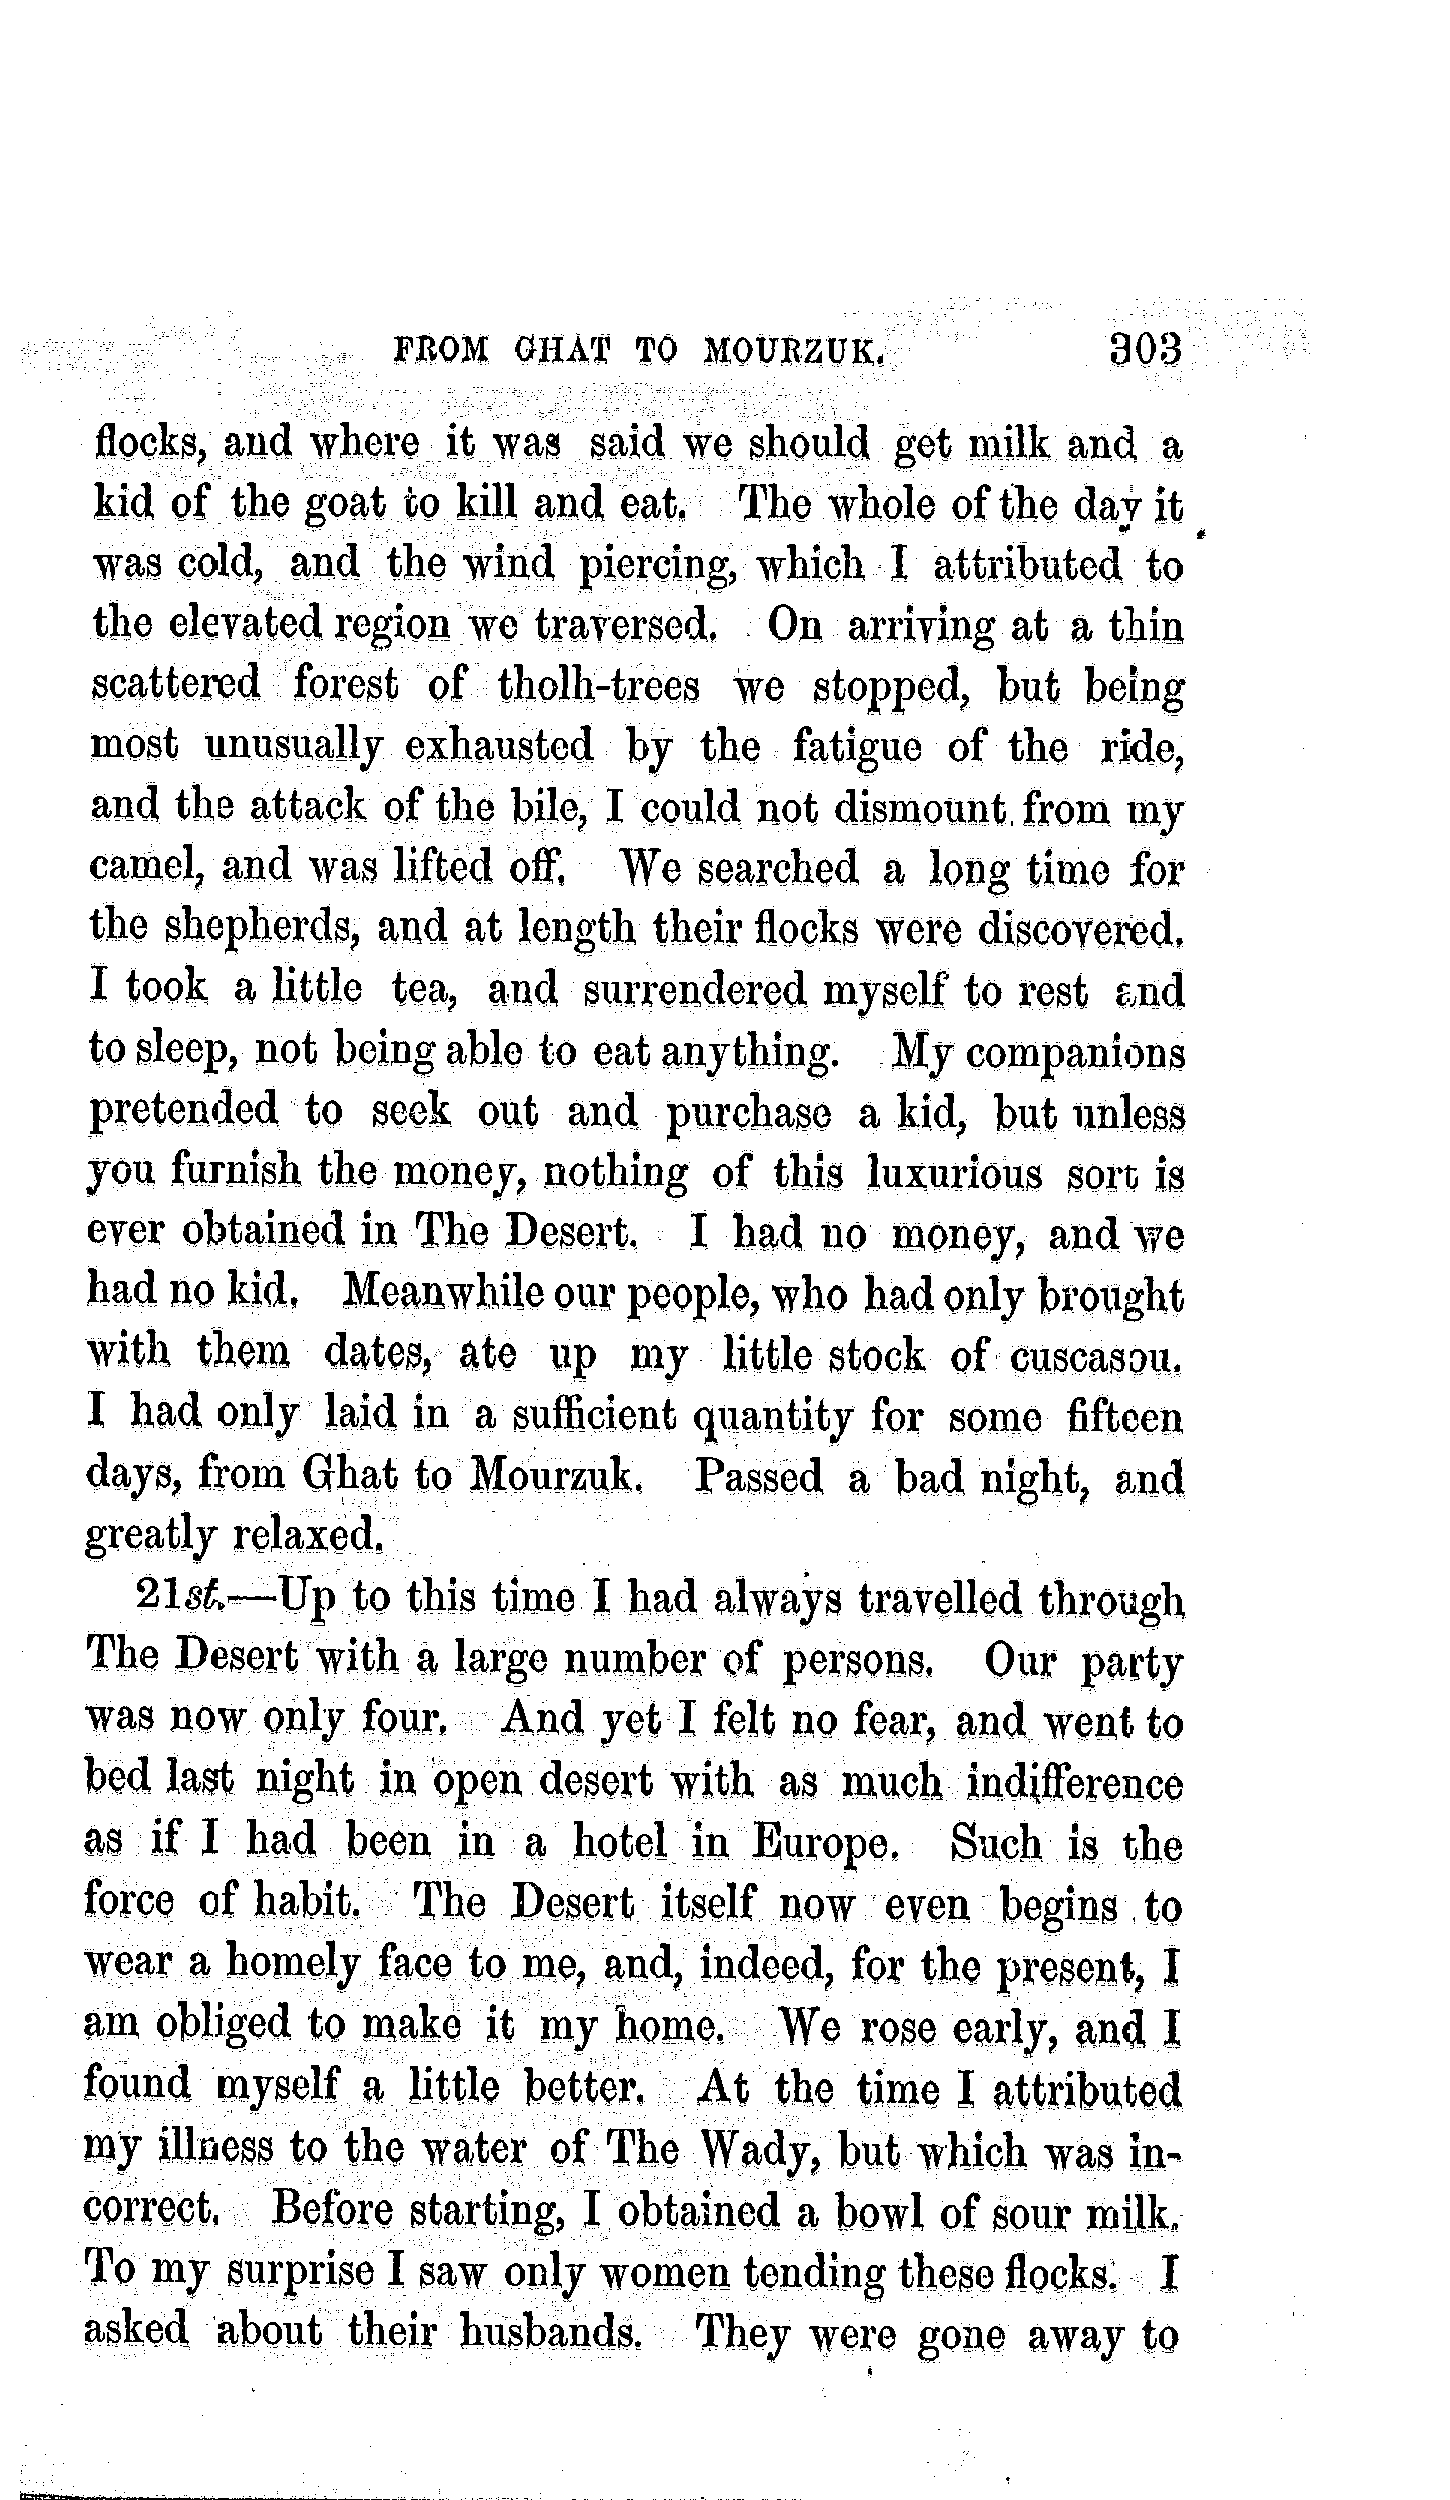 FROM GHAT TO MOURZUK. 303
flocks, and where it was said we should get milk and a
kid of the goat to kill and eat. The whole of the day it
was cold, and the wind piercing, which I attributed to
the elevated region we traversed. On arriving at a thin
scattered forest of tholh-trees we stopped, but being
most unusually exhausted by the fatigue of the ride,
and the attack of the bile, I could not dismount from my
camel, and was lifted off. We searched a long time for
the shepherds, and at length their flocks were discovered.
I took a little tea, and surrendered myself to rest and
to sleep, not being able to eat anything. My companions
pretended to seek out and purchase a kid, but unless
you furnish the money, nothing of this luxurious sort is
ever obtained in The Desert. I had no money, and we
had no kid. Meanwhile our people, who had only brought
with them dates, ate up my little stock of cuscasou.
I had only laid in a sufficient quantity for some fifteen
days, from Ghat to Mourzuk. Passed a bad night, and
greatly relaxed.
21st.—Up to this time I had always travelled through
The Desert with a large number of persons. Our party
was now only four. And yet I felt no fear, and went to
bed last night in open desert with as much indifference
as if I had been in a hotel in Europe. Such is the
force of habit. The Desert itself now even begins to
wear a homely face to me, and, indeed, for the present, I
am obliged to make it my home. We rose early, and I
found myself a little better. At the time I attributed
my illness to the water of The Wady, but which was in-
correct. Before starting, I obtained a bowl of sour milk.
To my surprise I saw only women tending these flocks. I
asked about their husbands. They were gone away to